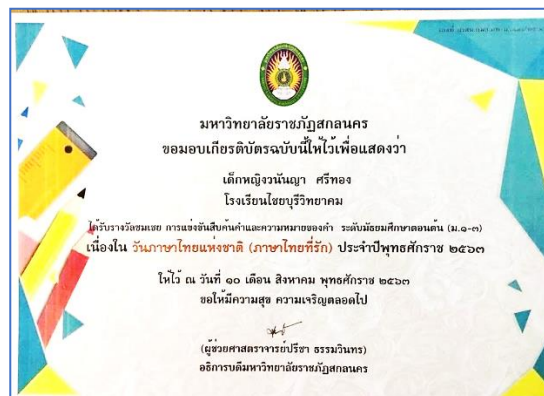 มหาวิทยาลัยราชภัฏสกลนคร
ขอมอบเกียรติบัตรฉบับนี้ให้ไว้เพื่อแสดงว่า
เด็กหญิงวนันญา ศรีทอง
โรงเรียนไชยบุรีวิทยาคม
ได้รับรางวัลชมเชย การแข่งขันสืบค้นคำและความหมายของคำ ระดับมัธยมศึกษาตอนต้น (ม.๑-๓)
เนื่องใน วันภาษาไทยแห่งชาติ (ภาษาไทยที่รัก) ประจำปีพุทธศักราช ๒๕๖๓
ให้ไว้ ณ วันที่ ๑๐ เดือน สิงหาคม พุทธศักราช ๒๕๖๓
ขอให้มีความสุข ความเจริญตลอดไป
(ผู้ช่วยศาสตราจารย์ปรีชา ธรรมวินทร)
อธิการบดีมหาวิทยาลัยราชภัฏสกลนคร